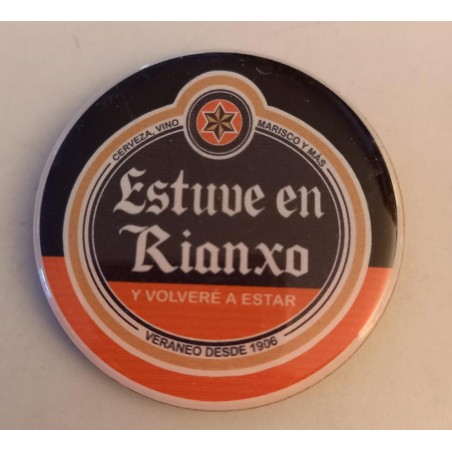 CERVEZA, VINO
MARISCO Y MÁS
Estuve en
Rianxo
Y VOLVERÉ A ESTAR
VERANEO DESDE 1906